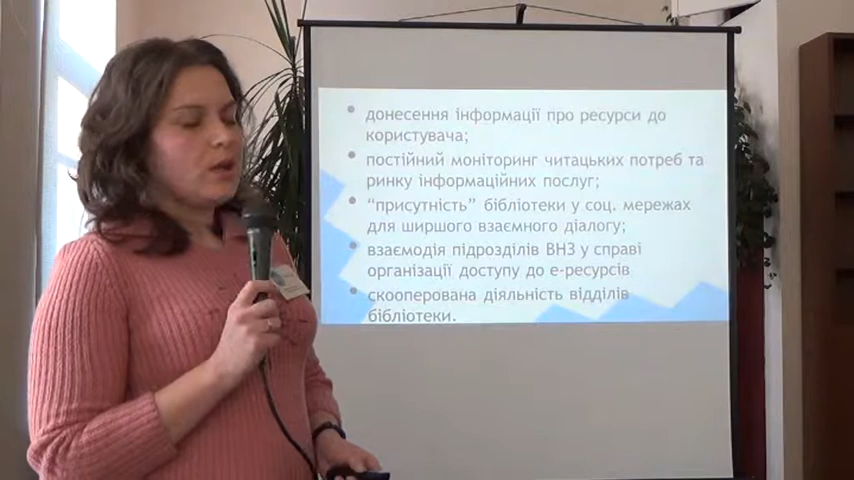 • донесення інформації про ресурси до
користувача;
• постійний моніторинг читацьких потреб та
ринку інформаційних послуг;
• “присутність” бібліотеки у соц. мережах
для ширшого взаємного діалогу;
• взаємодія підрозділів ВНЗ у справі
організації доступу до е-ресурсів
• скооперована діяльність відділів
бібліотеки.